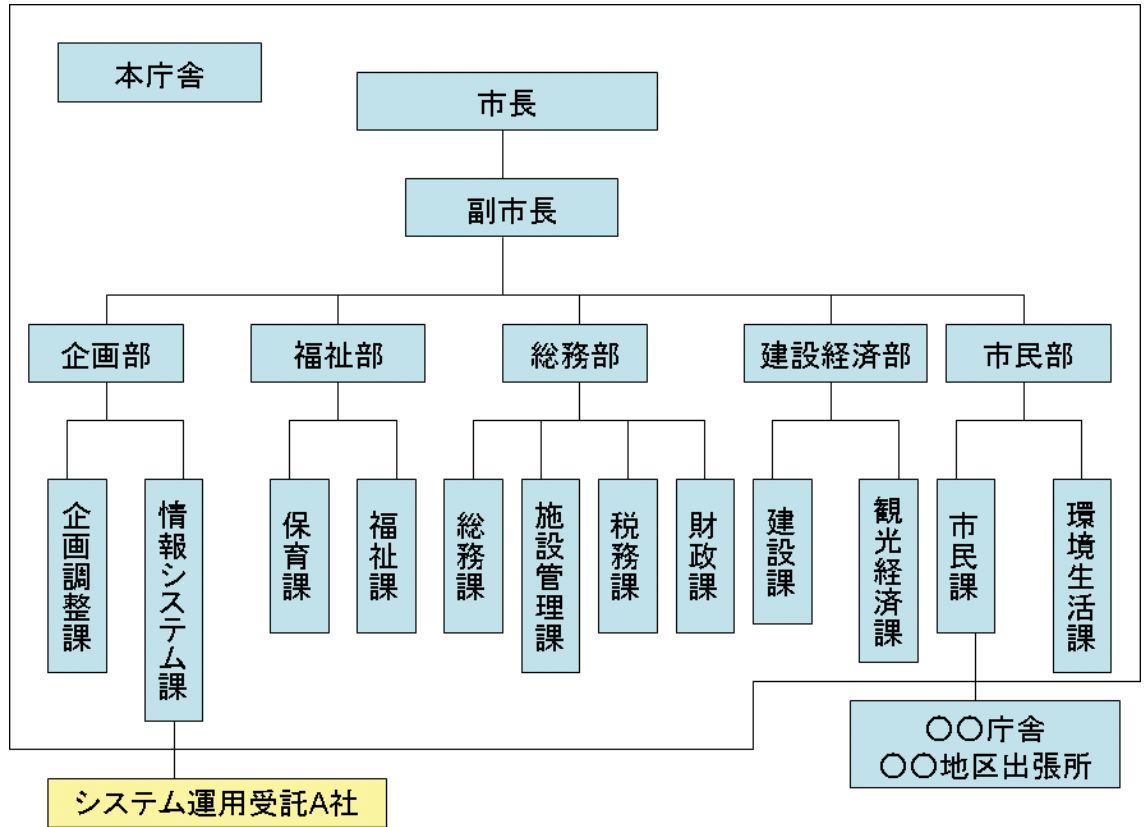 本庁舎
市長
副市長
企画部
福祉部
総務部
建設経済部
市民部
企画調整課
情報システム課
保育課
福祉課
総務課
施設管理課
税務課
財政課
建設課
観光経済課
市民課
環境生活課
〇〇庁舎
〇〇地区出張所
システム運用受託A社